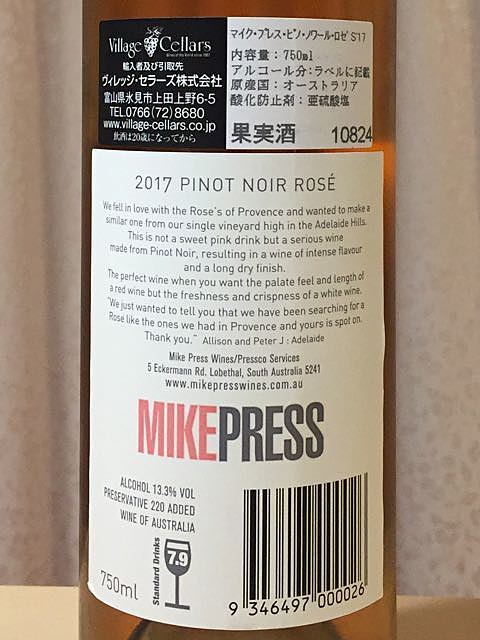 Village Cellars
輸入者及び引取先
ヴィレッジ・セラーズ株式会社
富山県氷見市上田上野6-5
TEL.0766(72)8680
www.village-cellars.co.jp
飲酒は20歳になってから
マイク・プレス・ピノ・ノワール・ロゼ S'17
内容量：750ml
アルコール分:ラベルに記載
原産国：オーストラリア
酸化防止剤：亜硫酸塩
果実酒 10824
2017 PINOT NOIR ROSÉ
We fell in love with the Rose's of Provence and wanted to make a
similar one from our single vineyard high in the Adelaide Hills.
This is not a sweet pink drink but a serious wine
made from Pinot Noir, resulting in a wine of intense flavour
and a long dry finish.
The perfect wine when you want the palate feel and length of
a red wine but the freshness and crispness of a white wine.
"We just wanted to tell you that we have been searching for a
Rose like the ones we had in Provence and yours is spot on.
Thank you." Allison and Peter J : Adelaide
Mike Press Wines/Pressco Services
5 Eckermann Rd. Lobethal, South Australia 5241
www.mikepresswines.com.au
MIKEPRESS
ALCOHOL 13.3% VOL
PRESERVATIVE 220 ADDED
WINE OF AUSTRALIA
Standard Drinks
7.9
750ml
9 346497 000026